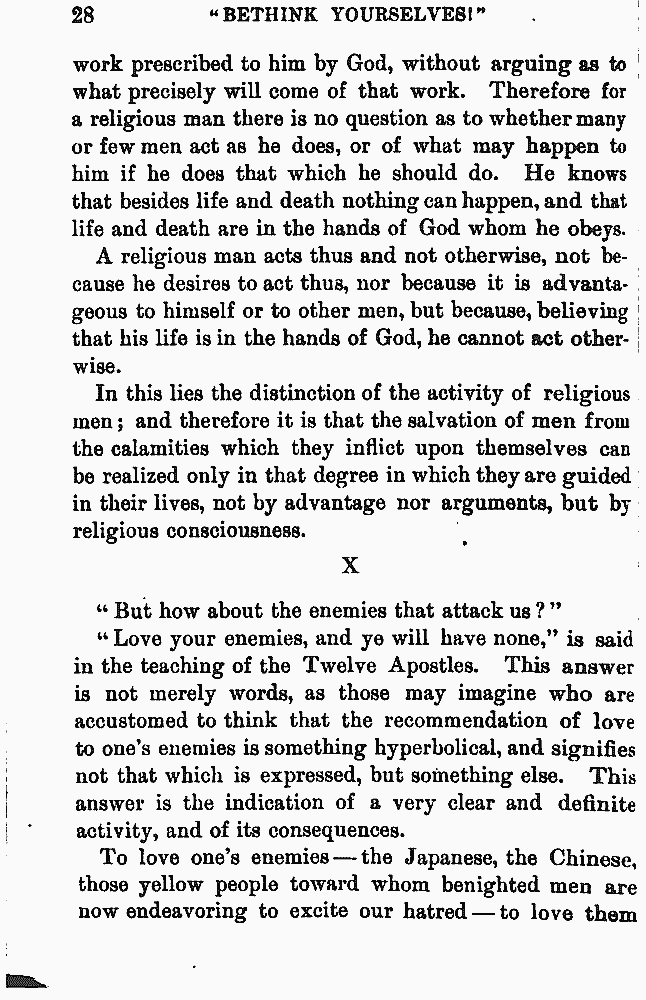 28 "BETHINK YOURSELVES!"
work prescribed to him by God, without arguing as to
what precisely will come of that work. Therefore for
a religious man there is no question as to whether many
or few men act as he does, or of what may happen to
him if he does that which he should do. He knows
that besides life and death nothing can happen, and that
life and death are in the hands of God whom he obeys.
A religious man acts thus and not otherwise, not be-
cause he desires to act thus, nor because it is advanta-
geous to himself or to other men, but because, believing
that his life is in the hands of God, he cannot act other-
wise.
In this lies the distinction of the activity of religious
men; and therefore it is that the salvation of men from
the calamities which they inflict upon themselves can
be realized only in that degree in which they are guided
in their lives, not by advantage nor arguments, but by
religious consciousness.
X
"But how about the enemies that attack us?"
"Love your enemies, and ye will have none," is said
in the teaching of the Twelve Apostles. This answer
is not merely words, as those may imagine who are
accustomed to think that the recommendation of love
to one's enemies is something hyperbolical, and signifies
not that which is expressed, but something else. This
answer is the indication of a very clear and definite
activity, and of its consequences.
To love one's enemies — the Japanese, the Chinese,
those yellow people toward whom benighted men are
now endeavoring to excite our hatred — to love them